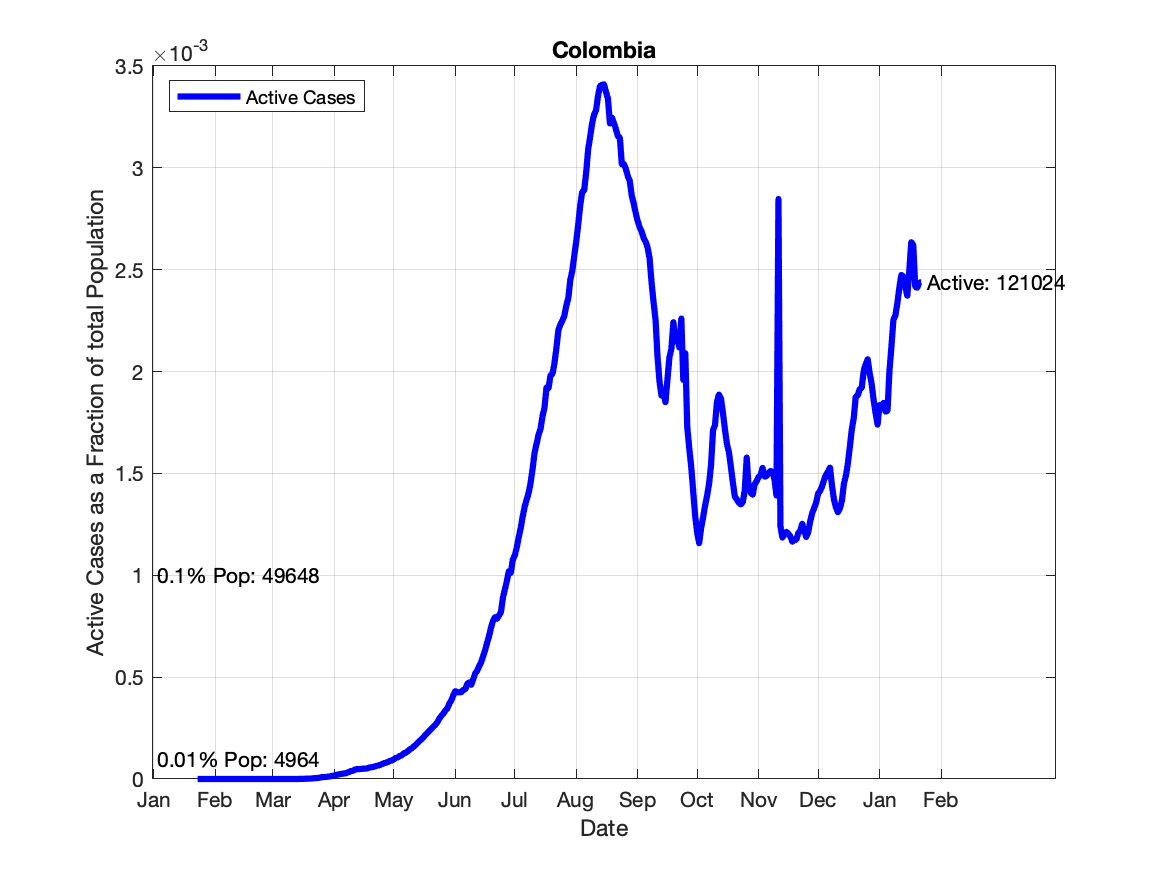 Colombia
×10-3
Active Cases
3.5
3
2.5
2
1.5
1
0.5
0
Active Cases as a Fraction of total Population
Active: 121024
0.1% Pop: 49648
0.01% Pop: 4964
Jan Feb Mar Apr May Jun Jul Aug Sep Oct Nov Dec Jan Feb
Date